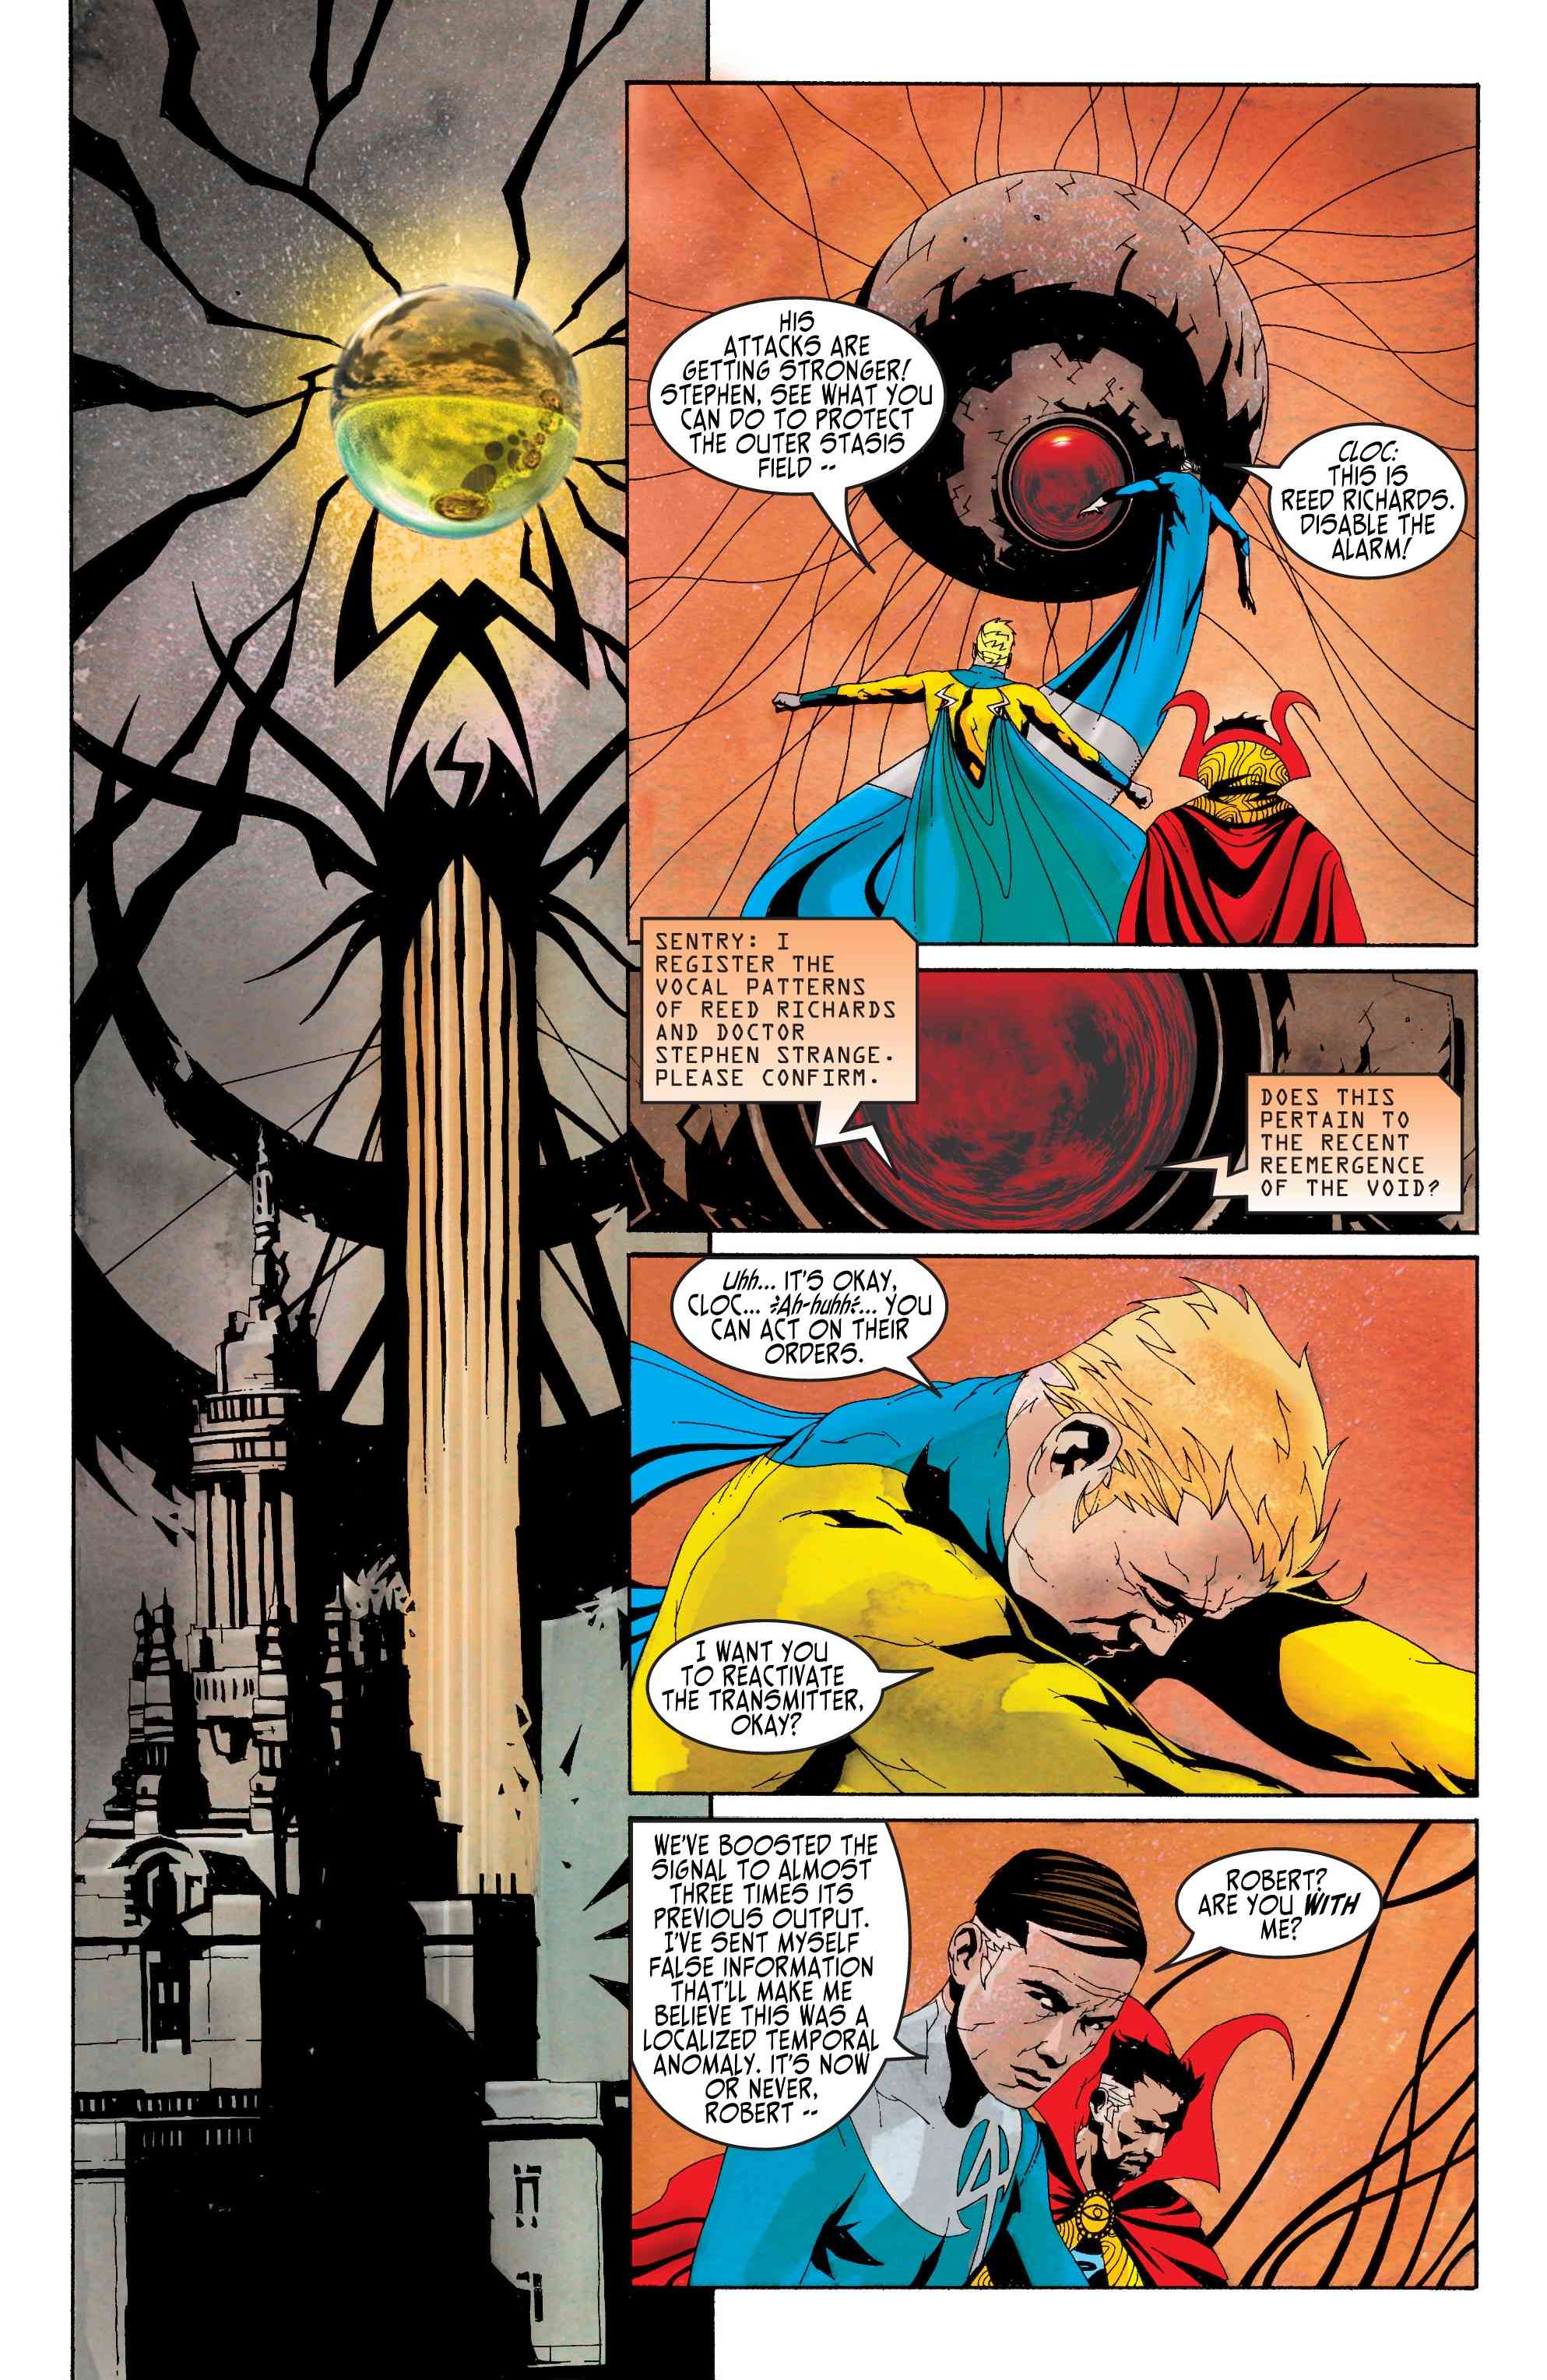 HIS
ATTACKS ARE
GETTING STRONGER!
STEPHEN, SEE WHAT YOU
CAN DO TO PROTECT
THE OUTER STASIS
FIELD --
CLOC:
THIS IS
REED RICHARDS.
DISABLE THE
ALARM!
SENTRY: I
REGISTER THE
VOCAL PATTERNS
OF REED RICHARDS
AND DOCTOR
STEPHEN STRANGE.
PLEASE CONFIRM.
DOES THIS
PERTAIN TO
THE RECENT
REEMERGENCE
OF THE VOID?
Uhh... IT'S OKAY,
CLOC... Ah-huhh... YOU
CAN ACT ON THEIR
ORDERS.
I WANT YOU
TO REACTIVATE
THE TRANSMITTER,
OKAY?
WE'VE BOOSTED THE
SIGNAL TO ALMOST
THREE TIMES ITS
PREVIOUS OUTPUT.
I'VE SENT MYSELF
FALSE INFORMATION
THAT'LL MAKE ME
BELIEVE THIS WAS A
LOCALIZED TEMPORAL
ANOMALY. IT'S NOW
OR NEVER,
ROBERT --
ROBERT?
ARE YOU WITH
ME?
4